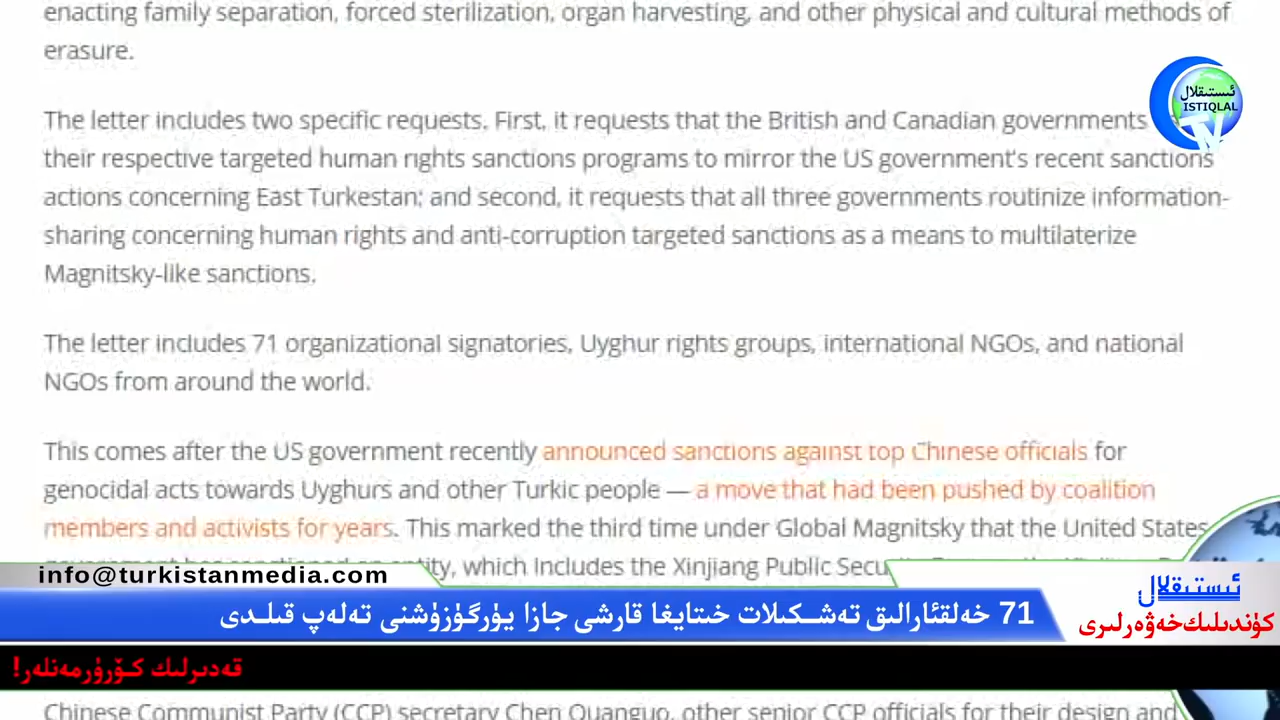 enacting family separation, forced sterilization, organ harvesting, and other physical and cultural methods of
erasure.
The letter includes two specific requests. First, it requests that the British and Canadian governments
their respective targeted human rights sanctions programs to mirror the US government's recent sanctions
actions concerning East Turkestan; and second, it requests that all three governments routinize information-
sharing concerning human rights and anti-corruption targeted sanctions as a means to multilaterize
Magnitsky-like sanctions.
The letter includes 71 organizational signatories, Uyghur rights groups, international NGOs, and national
NGOs from around the world.
This comes after the US government recently announced sanctions against top Chinese officials for
genocidal acts towards Uyghurs and other Turkic people — a move that had been pushed by coalition
members and activists for years. This marked the third time under Global Magnitsky that the United States
government has sanctioned an entity, which includes the Xinjiang Public
ئىستىقلال
ISTIQLAL
TV
info@turkistanmedia.com
71 خەلقئارالىق تەشكىلات خىتايغا قارشى جازا يۈرگۈزۈشنى تەلەپ قىلدى
ئىستىقلال
كۈندىلىك خەۋەرلىرى
قەدىرلىك كۆرۈرمەنلەر!
Chinese Communist Party (CCP) secretary Chen Quanguo, other senior CCP officials for their design and